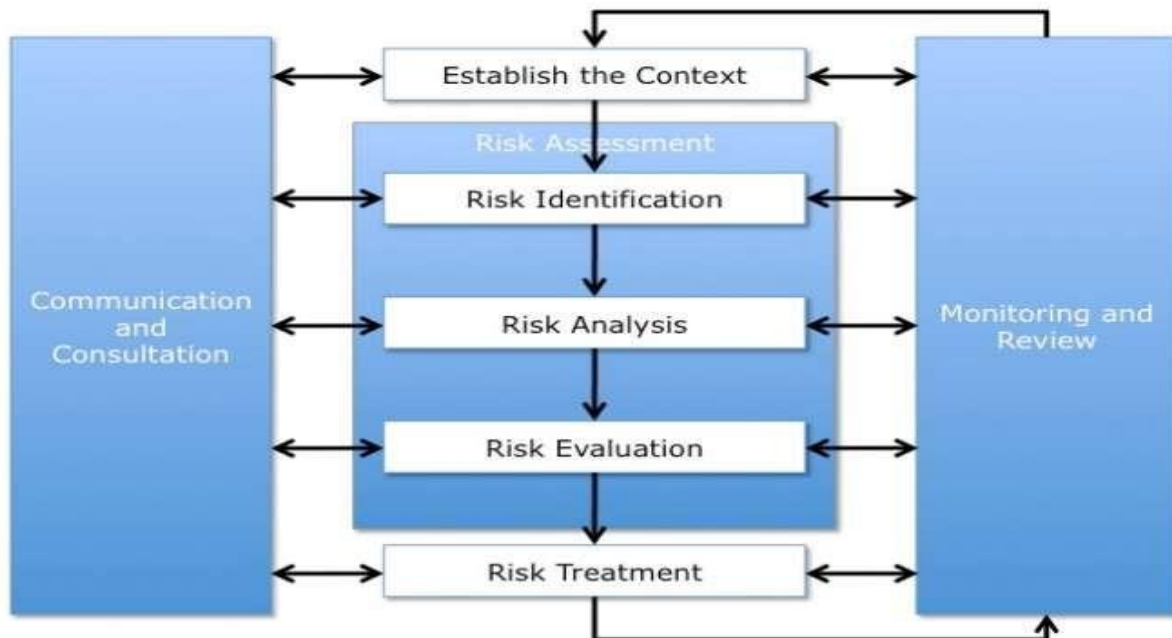 Establish the Context
Risk Assessment
Risk Identification
Communication
and
Consultation
Risk Analysis
Monitoring and
Review
Risk Evaluation
Risk Treatment